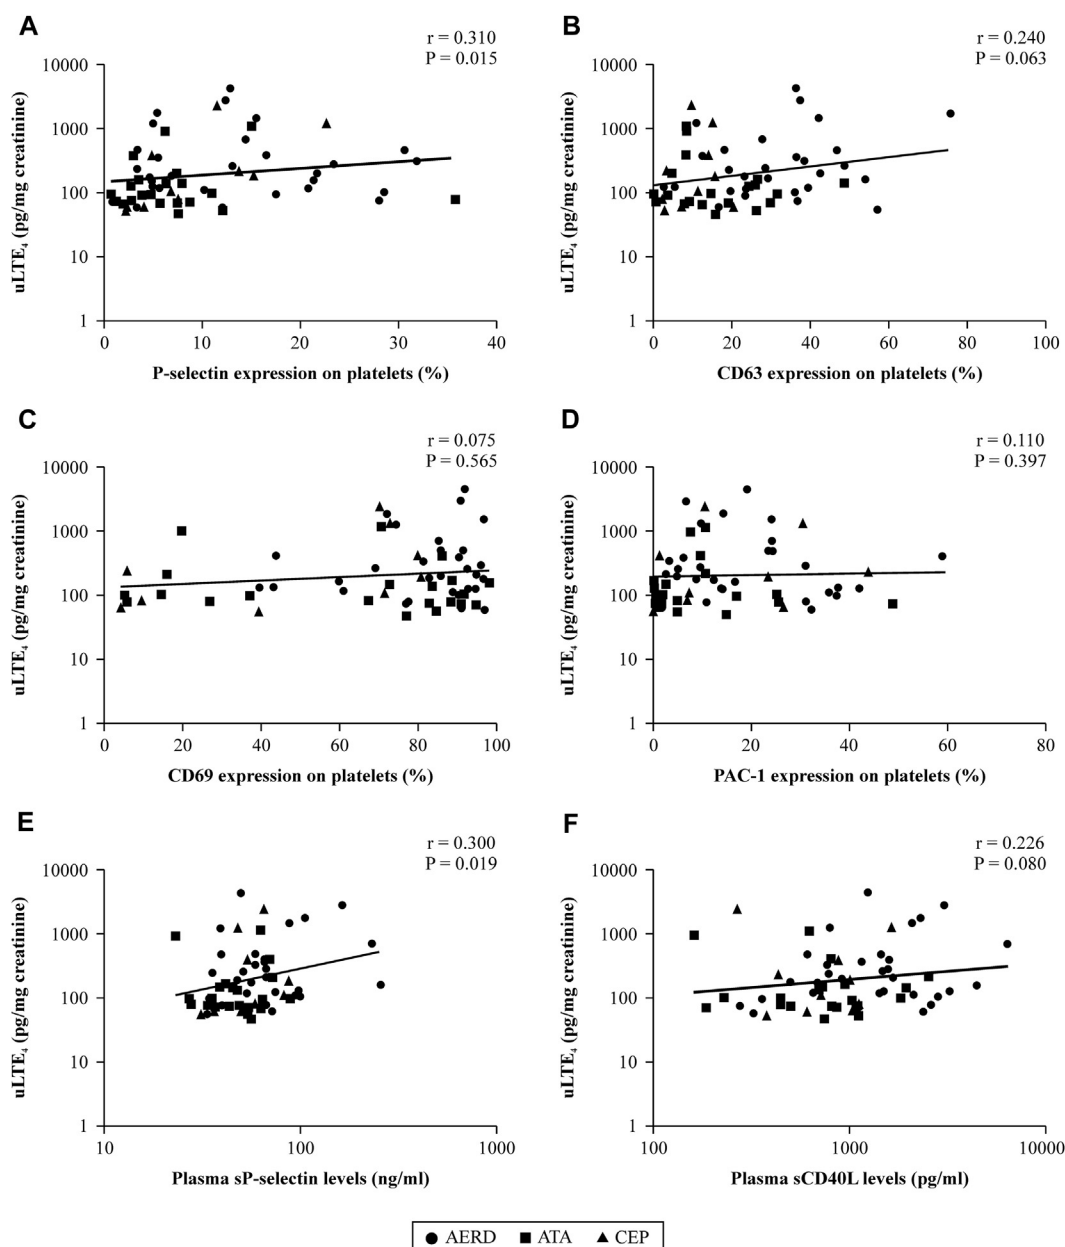 A
r = 0.310
P = 0.015
10000
1000
100
10
1
uLTE4 (pg/mg creatinine)
0 10 20 30 40
P-selectin expression on platelets (%)
B
r = 0.240
P = 0.063
10000
1000
100
10
1
uLTE4 (pg/mg creatinine)
0 20 40 60 80 100
CD63 expression on platelets (%)
C
r = 0.075
P = 0.565
10000
1000
100
10
1
uLTE4 (pg/mg creatinine)
0 20 40 60 80 100
CD69 expression on platelets (%)
D
r = 0.110
P = 0.397
10000
1000
100
10
1
uLTE4 (pg/mg creatinine)
0 20 40 60 80
PAC-1 expression on platelets (%)
E
r = 0.300
P = 0.019
10000
1000
100
10
1
uLTE4 (pg/mg creatinine)
10 100 1000
Plasma sP-selectin levels (ng/ml)
F
r = 0.226
P = 0.080
10000
1000
100
10
1
uLTE4 (pg/mg creatinine)
100 1000 10000
Plasma sCD40L levels (pg/ml)
AERD ATA CEP